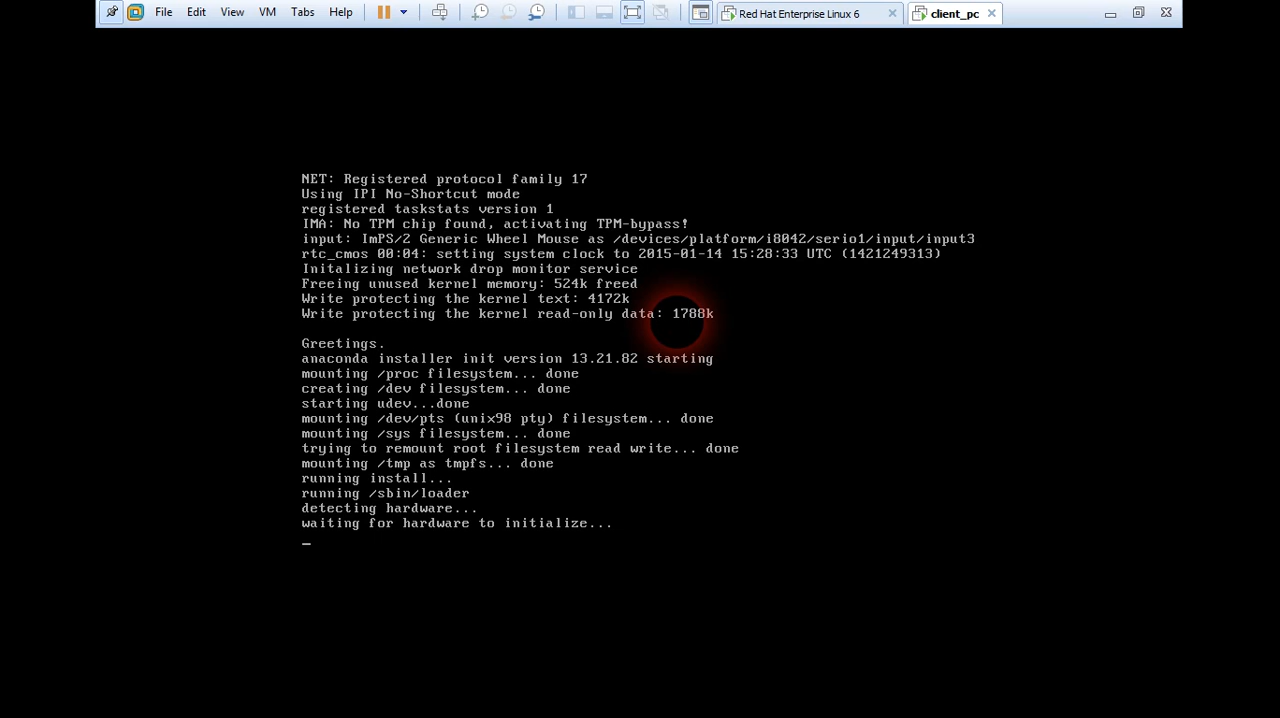 File Edit View VM Tabs Help Red Hat Enterprise Linux 6 client_pc
NET: Registered protocol family 17
Using IPI No-Shortcut mode
registered taskstats version 1
IMA: No TPM chip found, activating TPM-bypass!
input: ImPS/2 Generic Wheel Mouse as /devices/platform/i8042/serio1/input/input3
rtc_cmos 00:04: setting system clock to 2015-01-14 15:28:33 UTC (1421249313)
Initalizing network drop monitor service
Freeing unused kernel memory: 524k freed
Write protecting the kernel text: 4172k
Write protecting the kernel read-only data: 1788k
Greetings.
anaconda installer init version 13.21.82 starting
mounting /proc filesystem... done
creating /dev filesystem... done
starting udev...done
mounting /dev/pts (unix98 pty) filesystem... done
mounting /sys filesystem... done
trying to remount root filesystem read write... done
mounting /tmp as tmpfs... done
running install...
running /sbin/loader
detecting hardware...
waiting for hardware to initialize...
_